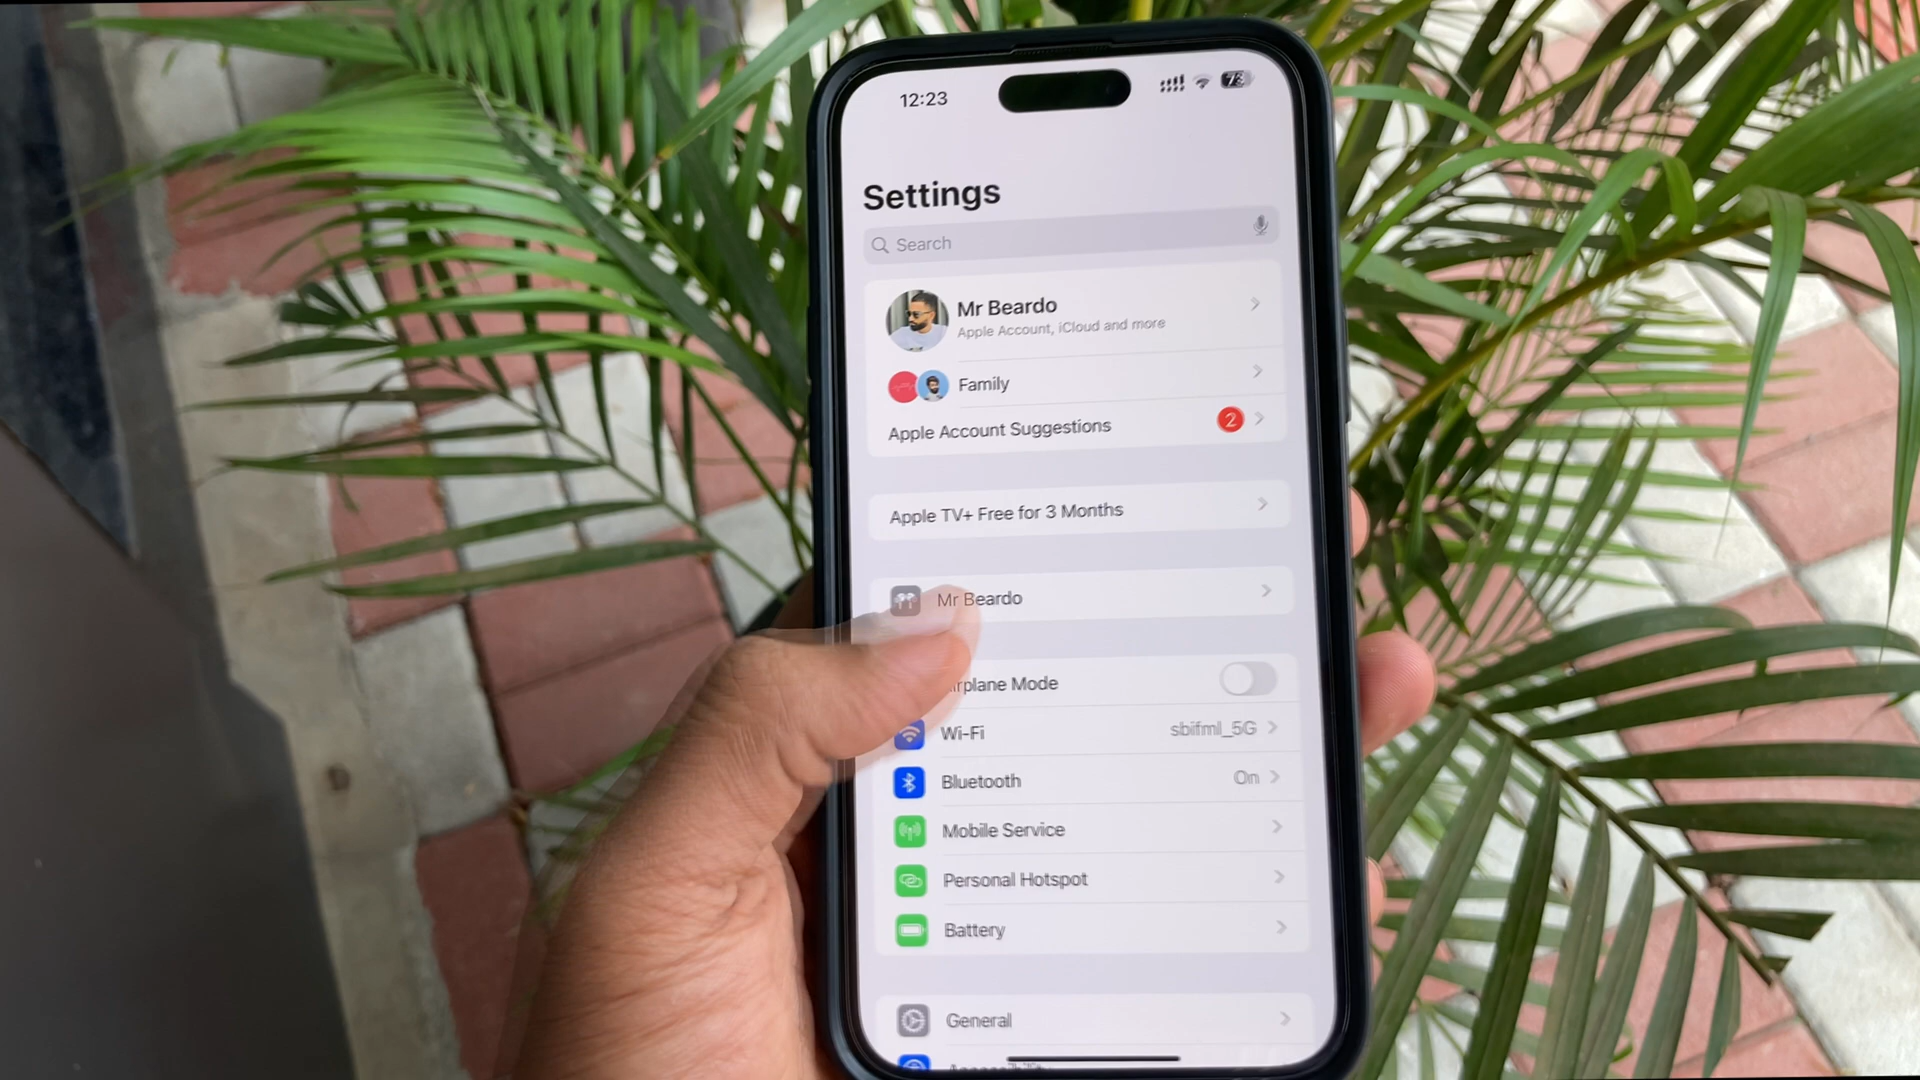 12:23
73
Settings
Search
Mr Beardo
Apple Account, iCloud and more
Family
Apple Account Suggestions
2
Apple TV+ Free for 3 Months
Mr Beardo
irplane Mode
Wi-Fi
sbifml_5G
Bluetooth
On
Mobile Service
Personal Hotspot
Battery
General